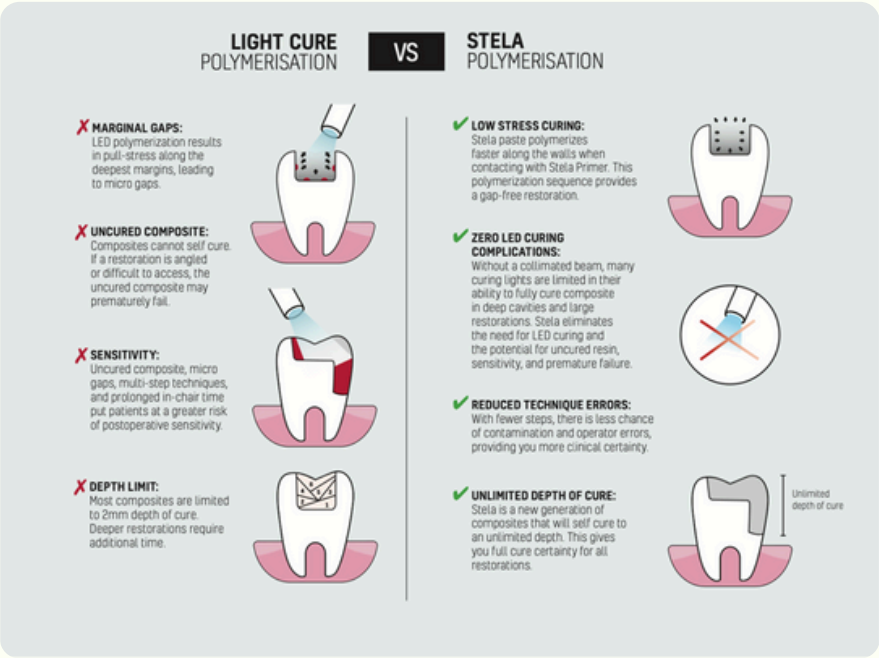 LIGHT CURE
POLYMERISATION
VS
STELA
POLYMERISATION
MARGINAL GAPS:
LED polymerization results
in pull-stress along the
deepest margins, leading
to micro gaps.
UNCURED COMPOSITE:
Composites cannot self cure.
If a restoration is angled
or difficult to access, the
uncured composite may
prematurely fail.
SENSITIVITY:
Uncured composite, micro
gaps, multi-step techniques,
and prolonged in-chair time
put patients at a greater risk
of postoperative sensitivity.
DEPTH LIMIT:
Most composites are limited
to 2mm depth of cure.
Deeper restorations require
additional time.
LOW STRESS CURING:
Stela paste polymerizes
faster along the walls when
contacting with Stela Primer. This
polymerization sequence provides
a gap-free restoration.
ZERO LED CURING
COMPLICATIONS:
Without a collimated beam, many
curing lights are limited in their
ability to fully cure composite
in deep cavities and large
restorations. Stela eliminates
the need for LED curing and
the potential for uncured resin,
sensitivity, and premature failure.
REDUCED TECHNIQUE ERRORS:
With fewer steps, there is less chance
of contamination and operator errors,
providing you more clinical certainty.
UNLIMITED DEPTH OF CURE:
Stela is a new generation of
composites that will self cure to
an unlimited depth. This gives
you full cure certainty for all
restorations.
Unlimited
depth of cure